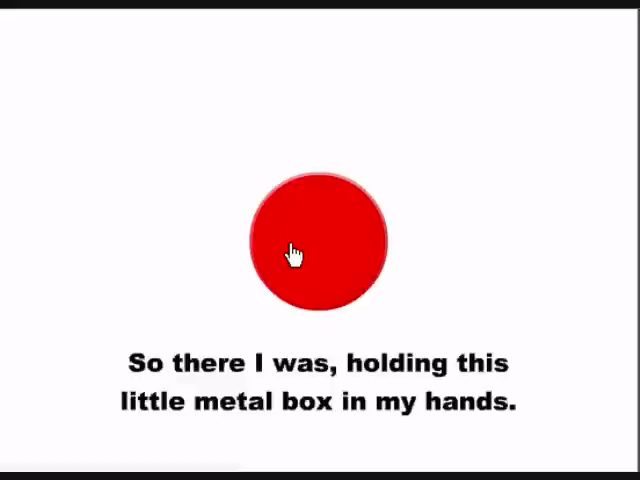 So there I was, holding this
little metal box in my hands.